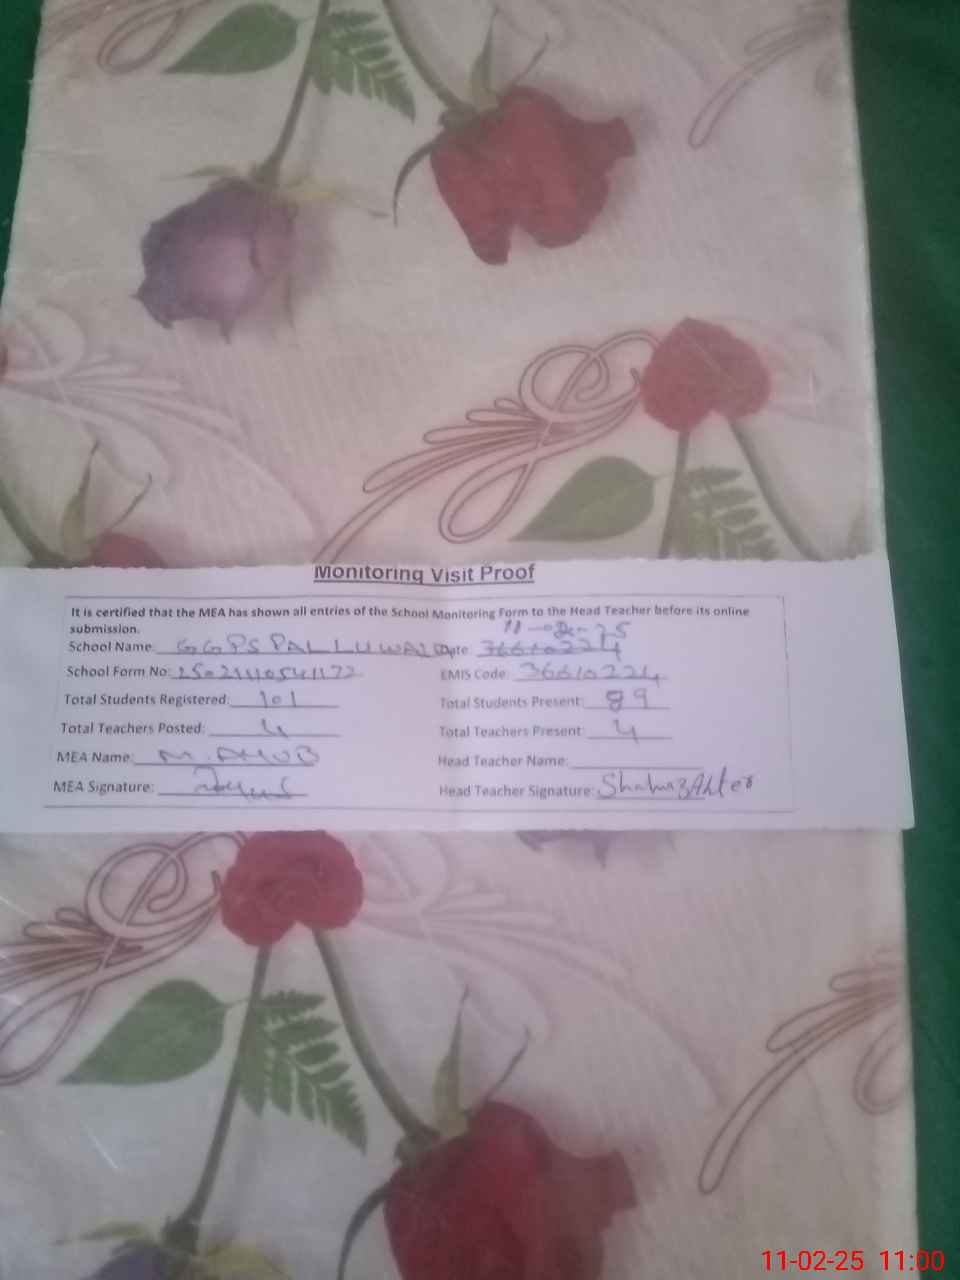 Monitoring Visit Proof
It is certified that the MEA has shown all entries of the School Monitoring Form to the Head Teacher before its online
submission.
11-02-25
School Name: GGPS PALLUWAL Date: 36610224
School Form No: EMIS Code: 36610224
Total Students Registered: 101 Total Students Present: 89
Total Teachers Posted: 4 Total Teachers Present: 4
MEA Name: M. Head Teacher Name:
MEA Signature: Head Teacher Signature:
11-02-25 11:00